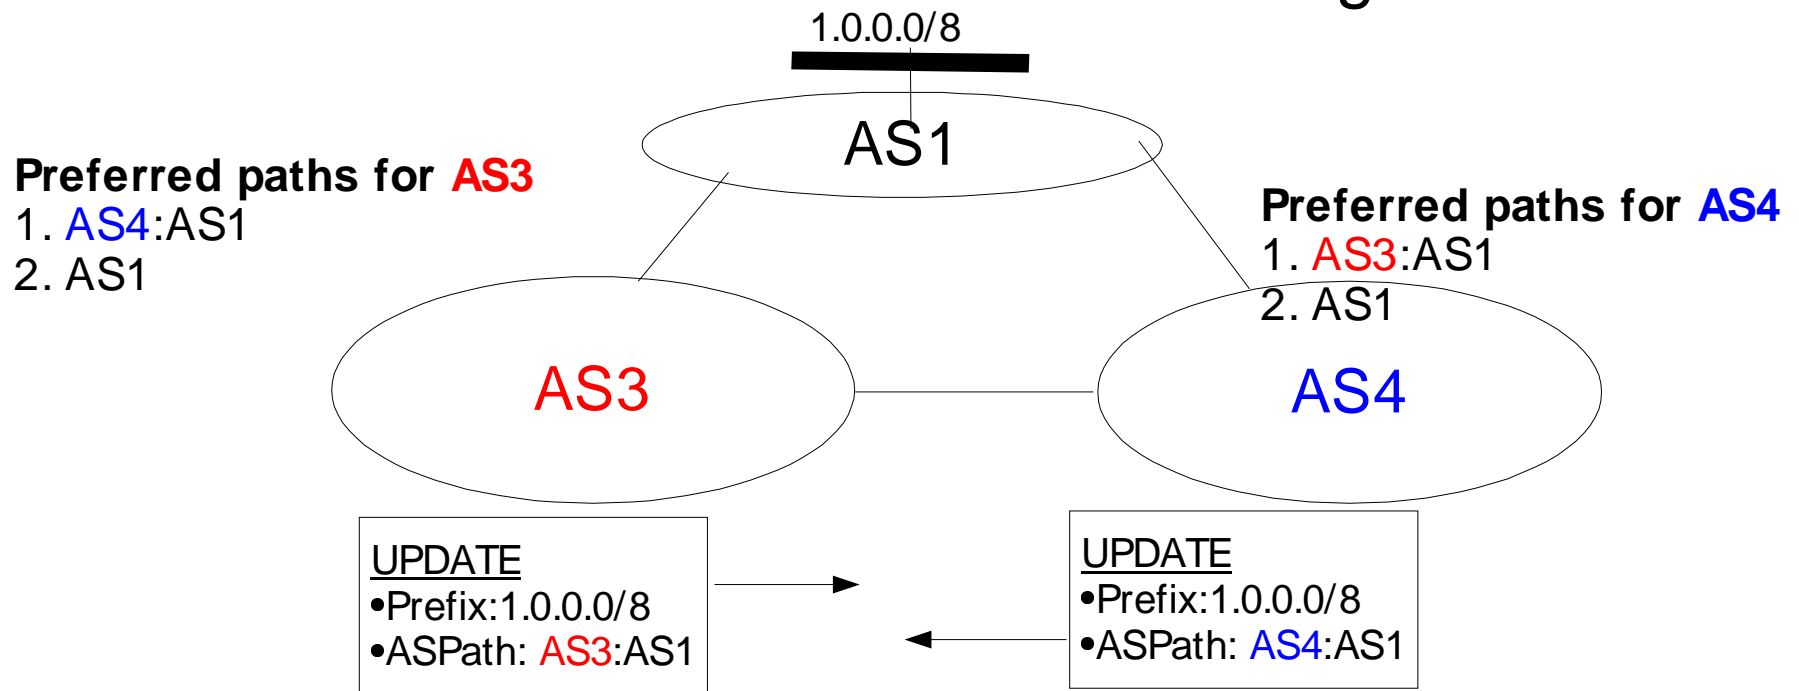 1.0.0.0/8
AS1
Preferred paths for AS3
1. AS4:AS1
2. AS1
Preferred paths for AS4
1. AS3:AS1
2. AS1
AS3
AS4
UPDATE
•Prefix:1.0.0.0/8
•ASPath: AS3:AS1
UPDATE
•Prefix:1.0.0.0/8
•ASPath: AS4:AS1